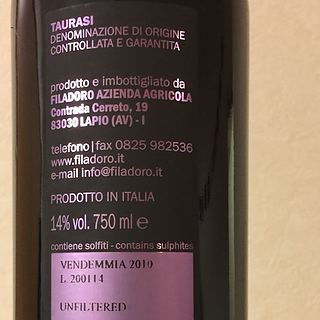 TAURASI
DENOMINAZIONE DI ORIGINE
CONTROLLATA E GARANTITA
prodotto e imbottigliato da
FILADORO AZIENDA AGRICOLA
Contrada Cerreto, 19
83030 LAPIO (AV) - I
telefono|fax 0825 982536
www.filadoro.it
e-mail info@filadoro.it
PRODOTTO IN ITALIA
14% vol. 750 ml e
contiene solfiti - contains sulphites
VENDEMMIA 2010
L. 200114
UNFILTERED